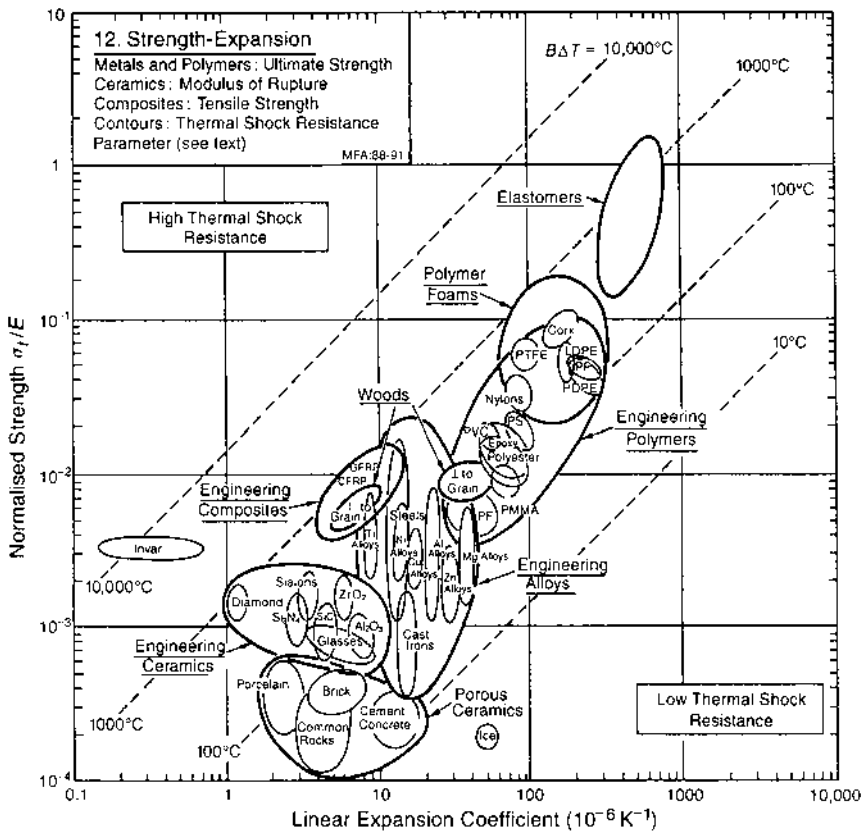 12. Strength-Expansion
Metals and Polymers: Ultimate Strength
Ceramics: Modulus of Rupture
Composites: Tensile Strength
Contours: Thermal Shock Resistance
Parameter (see text)
MFA:88-91
BΔT = 10,000°C
1000°C
100°C
10°C
High Thermal Shock
Resistance
Elastomers
Polymer
Foams
Cork
PTFE
LDPE
PP
PDPE
Nylons
Woods
PS
PVC
Epoxy
Polyester
Engineering
Polymers
GFRP
CFRP
⊥ to
Grain
Engineering
Composites
to
Grain
PMMA
PF
Steels
Ti
Alloys
Ni
Alloys
Cu
Alloys
Al
Alloys
Zn
Alloys
Mg Alloys
Engineering
Alloys
Invar
10,000°C
Sialons
Diamond
ZrO₂
Si₃N₄
SiC
Al₂O₃
Glasses
Cast
Irons
Engineering
Ceramics
Porcelain
Brick
Porous
Ceramics
Cement
Concrete
Common
Rocks
Ice
1000°C
100°C
Low Thermal Shock
Resistance
Normalised Strength σ_f/E
10
1
10⁻¹
10⁻²
10⁻³
10⁻⁴
0.1
1
10
100
1000
10,000
Linear Expansion Coefficient (10⁻⁶ K⁻¹)